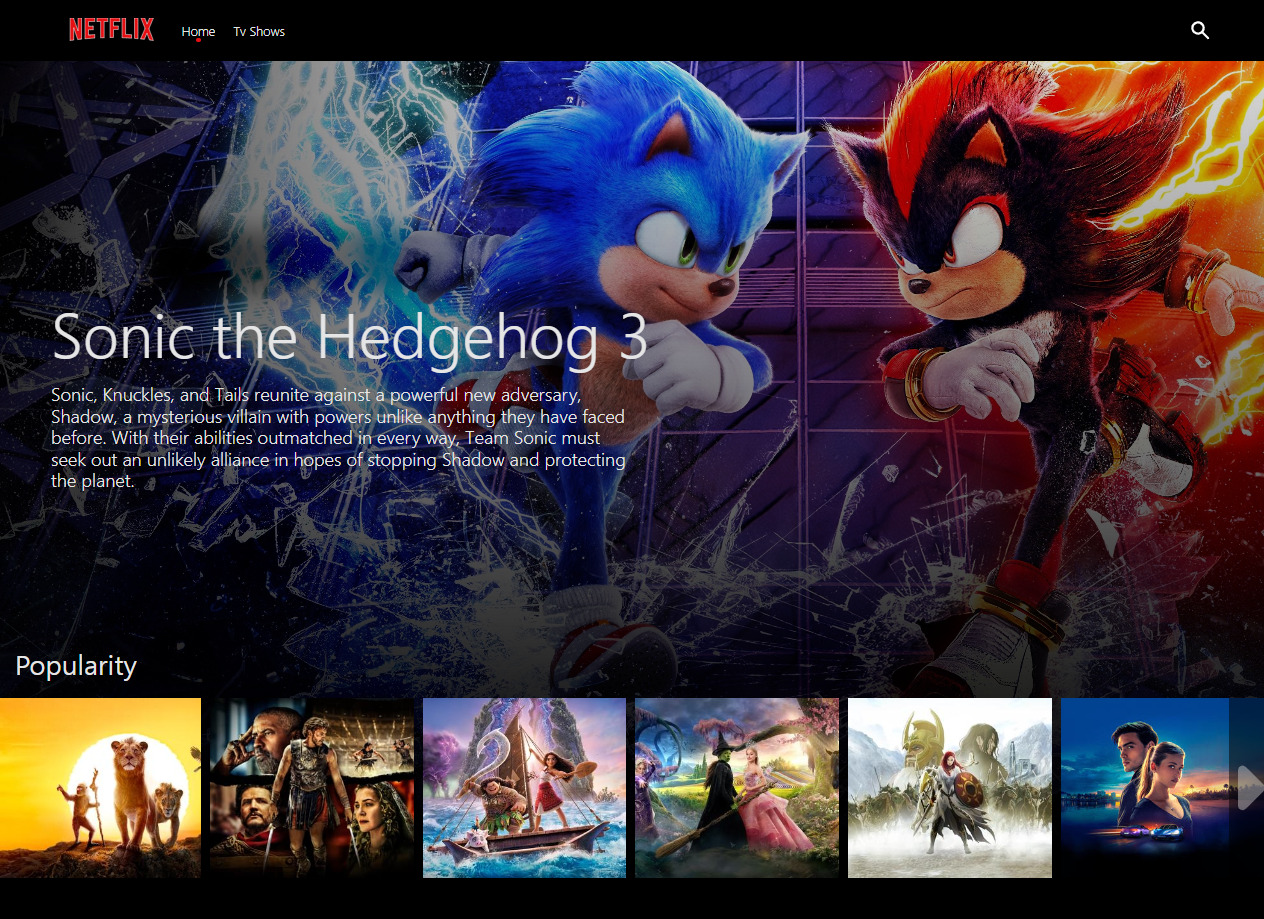 NETFLIX Home Tv Shows
Sonic the Hedgehog 3
Sonic, Knuckles, and Tails reunite against a powerful new adversary,
Shadow, a mysterious villain with powers unlike anything they have faced
before. With their abilities outmatched in every way, Team Sonic must
seek out an unlikely alliance in hopes of stopping Shadow and protecting
the planet.
Popularity